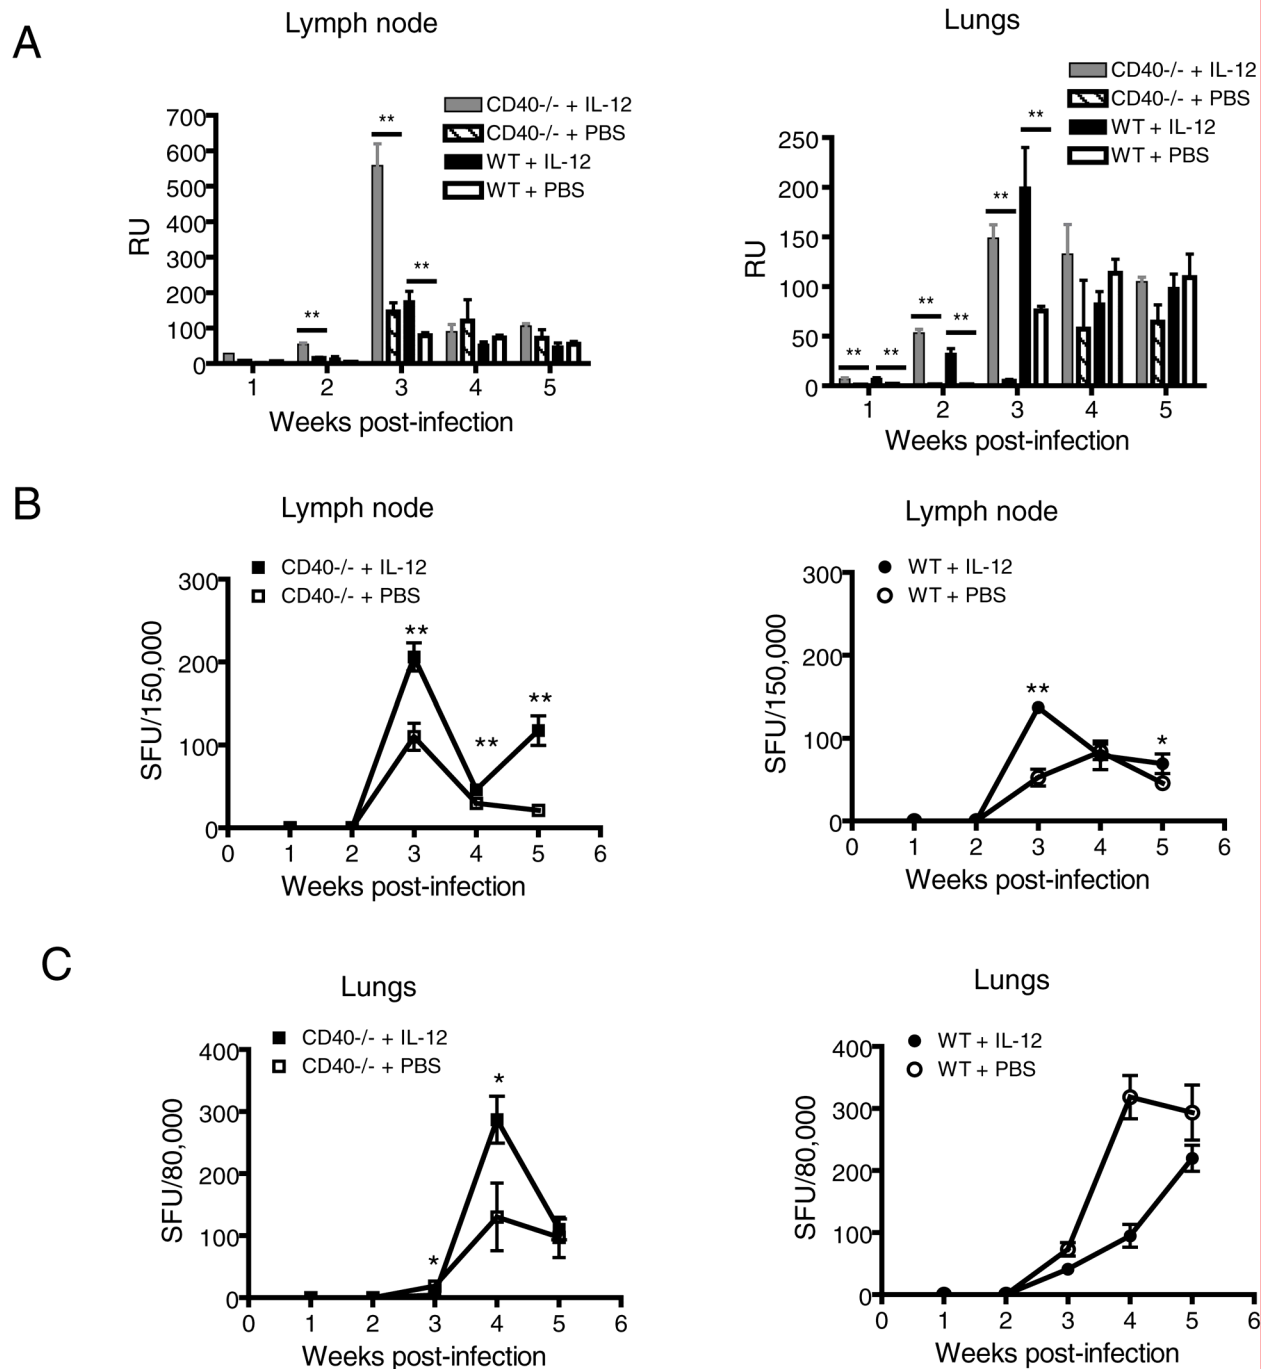 A
Lymph node
CD40-/- + IL-12
CD40-/- + PBS
WT + IL-12
WT + PBS
700
600
500
400
300
200
100
0
RU
**
**
**
1 2 3 4 5
Weeks post-infection
Lungs
CD40-/- + IL-12
CD40-/- + PBS
WT + IL-12
WT + PBS
250
200
150
100
50
0
RU
**
**
**
**
**
**
1 2 3 4 5
Weeks post-infection
B
Lymph node
CD40-/- + IL-12
CD40-/- + PBS
300
200
100
0
SFU/150,000
**
**
**
0 1 2 3 4 5 6
Weeks post-infection
Lymph node
WT + IL-12
WT + PBS
300
200
100
0
SFU/150,000
**
*
0 1 2 3 4 5 6
Weeks post-infection
C
Lungs
CD40-/- + IL-12
CD40-/- + PBS
400
300
200
100
0
SFU/80,000
*
*
0 1 2 3 4 5 6
Weeks post-infection
Lungs
WT + IL-12
WT + PBS
400
300
200
100
0
SFU/80,000
0 1 2 3 4 5 6
Weeks post-infection